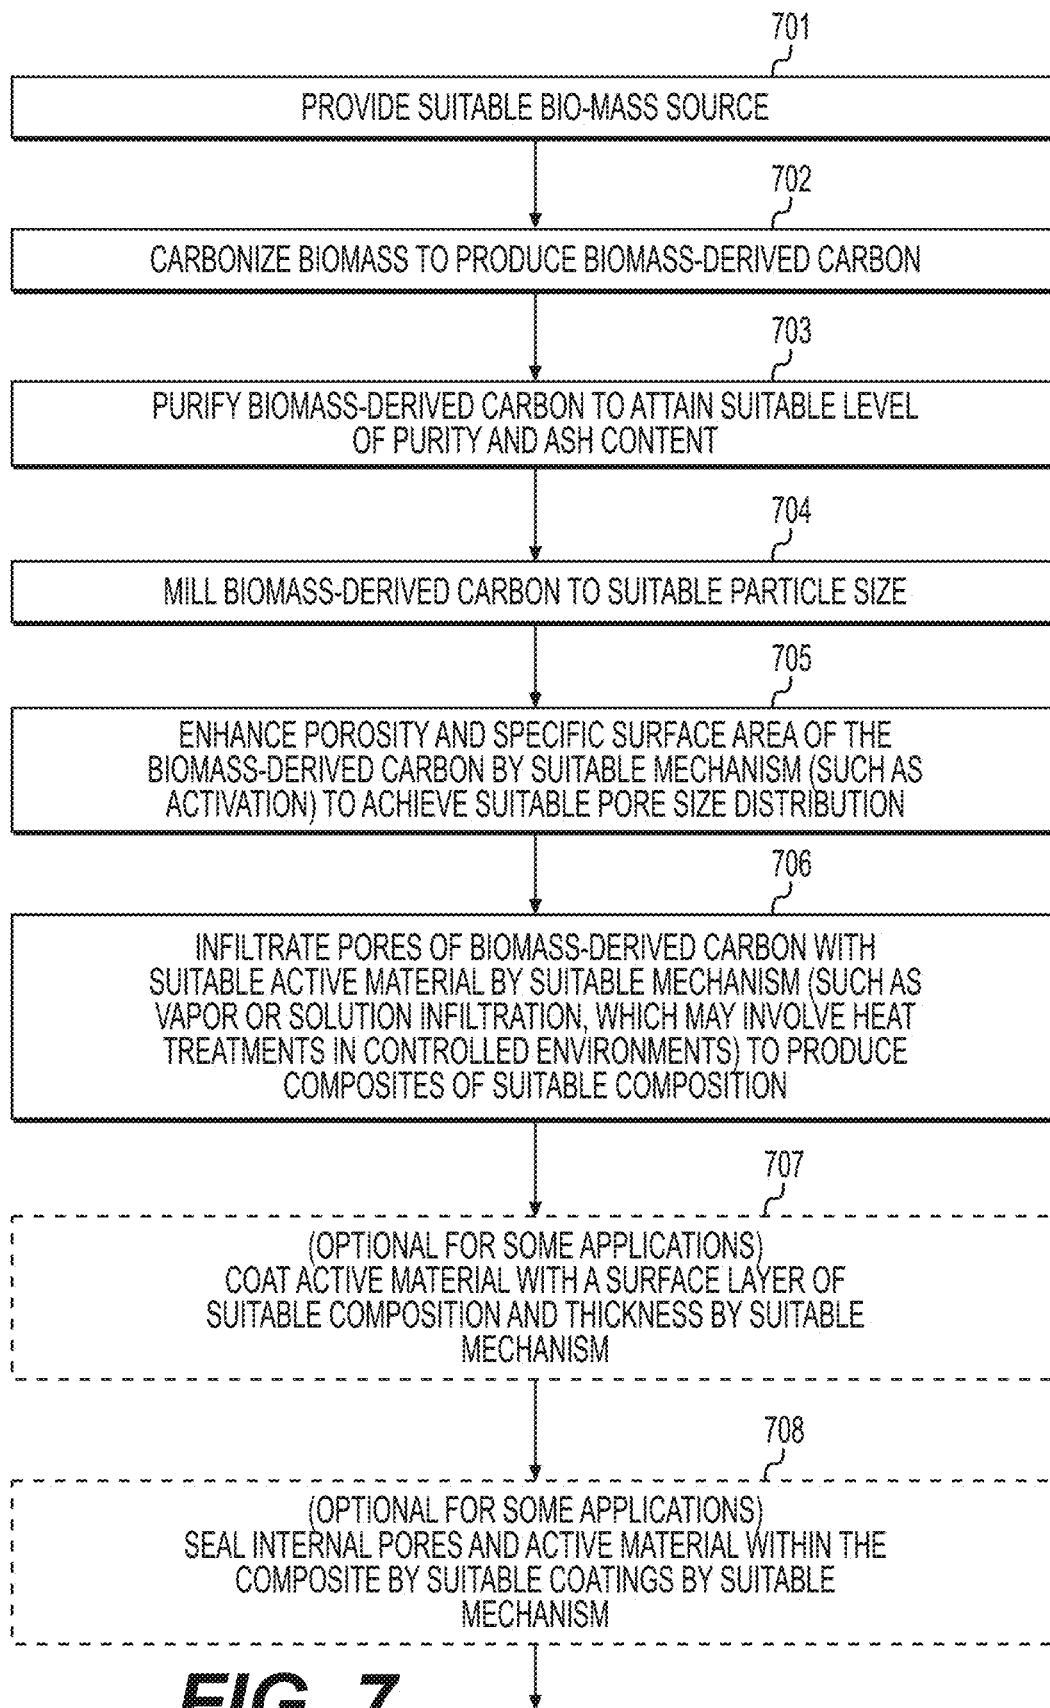 701
PROVIDE SUITABLE BIO-MASS SOURCE
702
CARBONIZE BIOMASS TO PRODUCE BIOMASS-DERIVED CARBON
703
PURIFY BIOMASS-DERIVED CARBON TO ATTAIN SUITABLE LEVEL
OF PURITY AND ASH CONTENT
704
MILL BIOMASS-DERIVED CARBON TO SUITABLE PARTICLE SIZE
705
ENHANCE POROSITY AND SPECIFIC SURFACE AREA OF THE
BIOMASS-DERIVED CARBON BY SUITABLE MECHANISM (SUCH AS
ACTIVATION) TO ACHIEVE SUITABLE PORE SIZE DISTRIBUTION
706
INFILTRATE PORES OF BIOMASS-DERIVED CARBON WITH
SUITABLE ACTIVE MATERIAL BY SUITABLE MECHANISM (SUCH AS
VAPOR OR SOLUTION INFILTRATION, WHICH MAY INVOLVE HEAT
TREATMENTS IN CONTROLLED ENVIRONMENTS) TO PRODUCE
COMPOSITES OF SUITABLE COMPOSITION
707
(OPTIONAL FOR SOME APPLICATIONS)
COAT ACTIVE MATERIAL WITH A SURFACE LAYER OF
SUITABLE COMPOSITION AND THICKNESS BY SUITABLE
MECHANISM
708
(OPTIONAL FOR SOME APPLICATIONS)
SEAL INTERNAL PORES AND ACTIVE MATERIAL WITHIN THE
COMPOSITE BY SUITABLE COATINGS BY SUITABLE
MECHANISM
FIG. 7